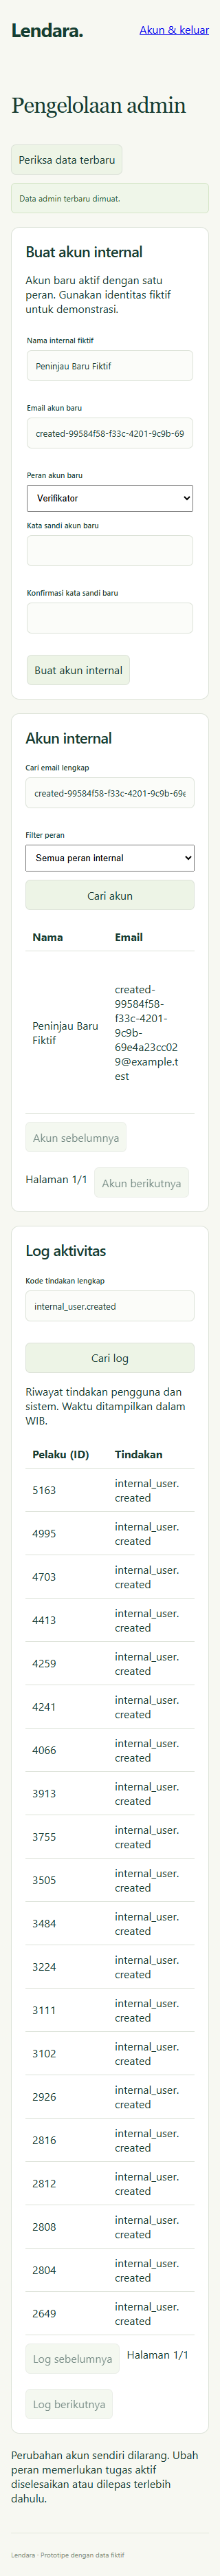 Lendara.
Akun & keluar
Pengelolaan admin
Periksa data terbaru
Data admin terbaru dimuat.
Buat akun internal
Akun baru aktif dengan satu
peran. Gunakan identitas fiktif
untuk demonstrasi.
Nama internal fiktif
Peninjau Baru Fiktif
Email akun baru
created-99584f58-f33c-4201-9c9b-69
Peran akun baru
Verifikator
Kata sandi akun baru
Konfirmasi kata sandi baru
Buat akun internal
Akun internal
Cari email lengkap
created-99584f58-f33c-4201-9c9b-69e
Filter peran
Semua peran internal
Cari akun
Nama Email
Peninjau Baru
Fiktif
created-
99584f58-
f33c-4201-
9c9b-
69e4a23cc02
9@example.t
est
Akun sebelumnya
Halaman 1/1
Akun berikutnya
Log aktivitas
Kode tindakan lengkap
internal_user.created
Cari log
Riwayat tindakan pengguna dan
sistem. Waktu ditampilkan dalam
WIB.
Pelaku (ID) Tindakan
5163 internal_user.
created
4995 internal_user.
created
4703 internal_user.
created
4413 internal_user.
created
4259 internal_user.
created
4241 internal_user.
created
4066 internal_user.
created
3913 internal_user.
created
3755 internal_user.
created
3505 internal_user.
created
3484 internal_user.
created
3224 internal_user.
created
3111 internal_user.
created
3102 internal_user.
created
2926 internal_user.
created
2816 internal_user.
created
2812 internal_user.
created
2808 internal_user.
created
2804 internal_user.
created
2649 internal_user.
created
Log sebelumnya
Halaman 1/1
Log berikutnya
Perubahan akun sendiri dilarang. Ubah
peran memerlukan tugas aktif
diselesaikan atau dilepas terlebih
dahulu.
Lendara · Prototipe dengan data fiktif